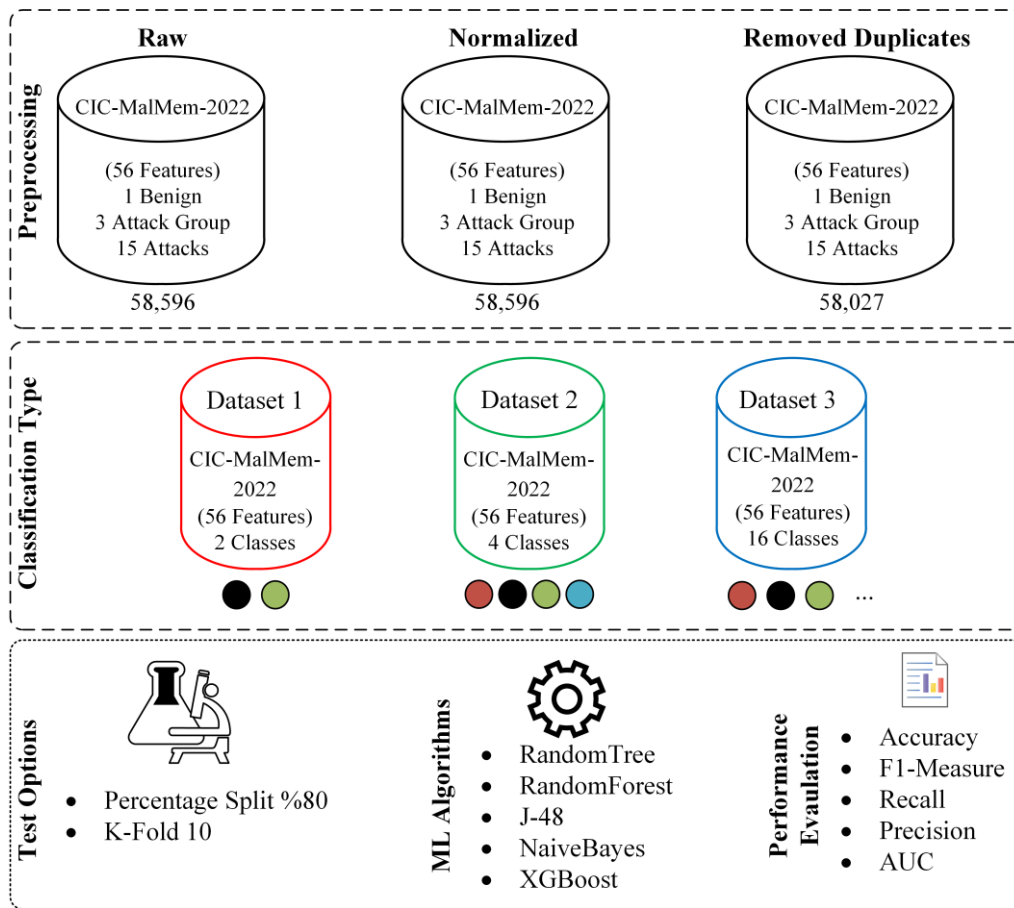 Preprocessing
Raw
CIC-MalMem-2022
(56 Features)
1 Benign
3 Attack Group
15 Attacks
58,596
Normalized
CIC-MalMem-2022
(56 Features)
1 Benign
3 Attack Group
15 Attacks
58,596
Removed Duplicates
CIC-MalMem-2022
(56 Features)
1 Benign
3 Attack Group
15 Attacks
58,027
Classification Type
Dataset 1
CIC-MalMem-
2022
(56 Features)
2 Classes
Dataset 2
CIC-MalMem-
2022
(56 Features)
4 Classes
Dataset 3
CIC-MalMem-
2022
(56 Features)
16 Classes
...
Test Options
• Percentage Split %80
• K-Fold 10
ML Algorithms
• RandomTree
• RandomForest
• J-48
• NaiveBayes
• XGBoost
Performance
Evaulation
• Accuracy
• F1-Measure
• Recall
• Precision
• AUC